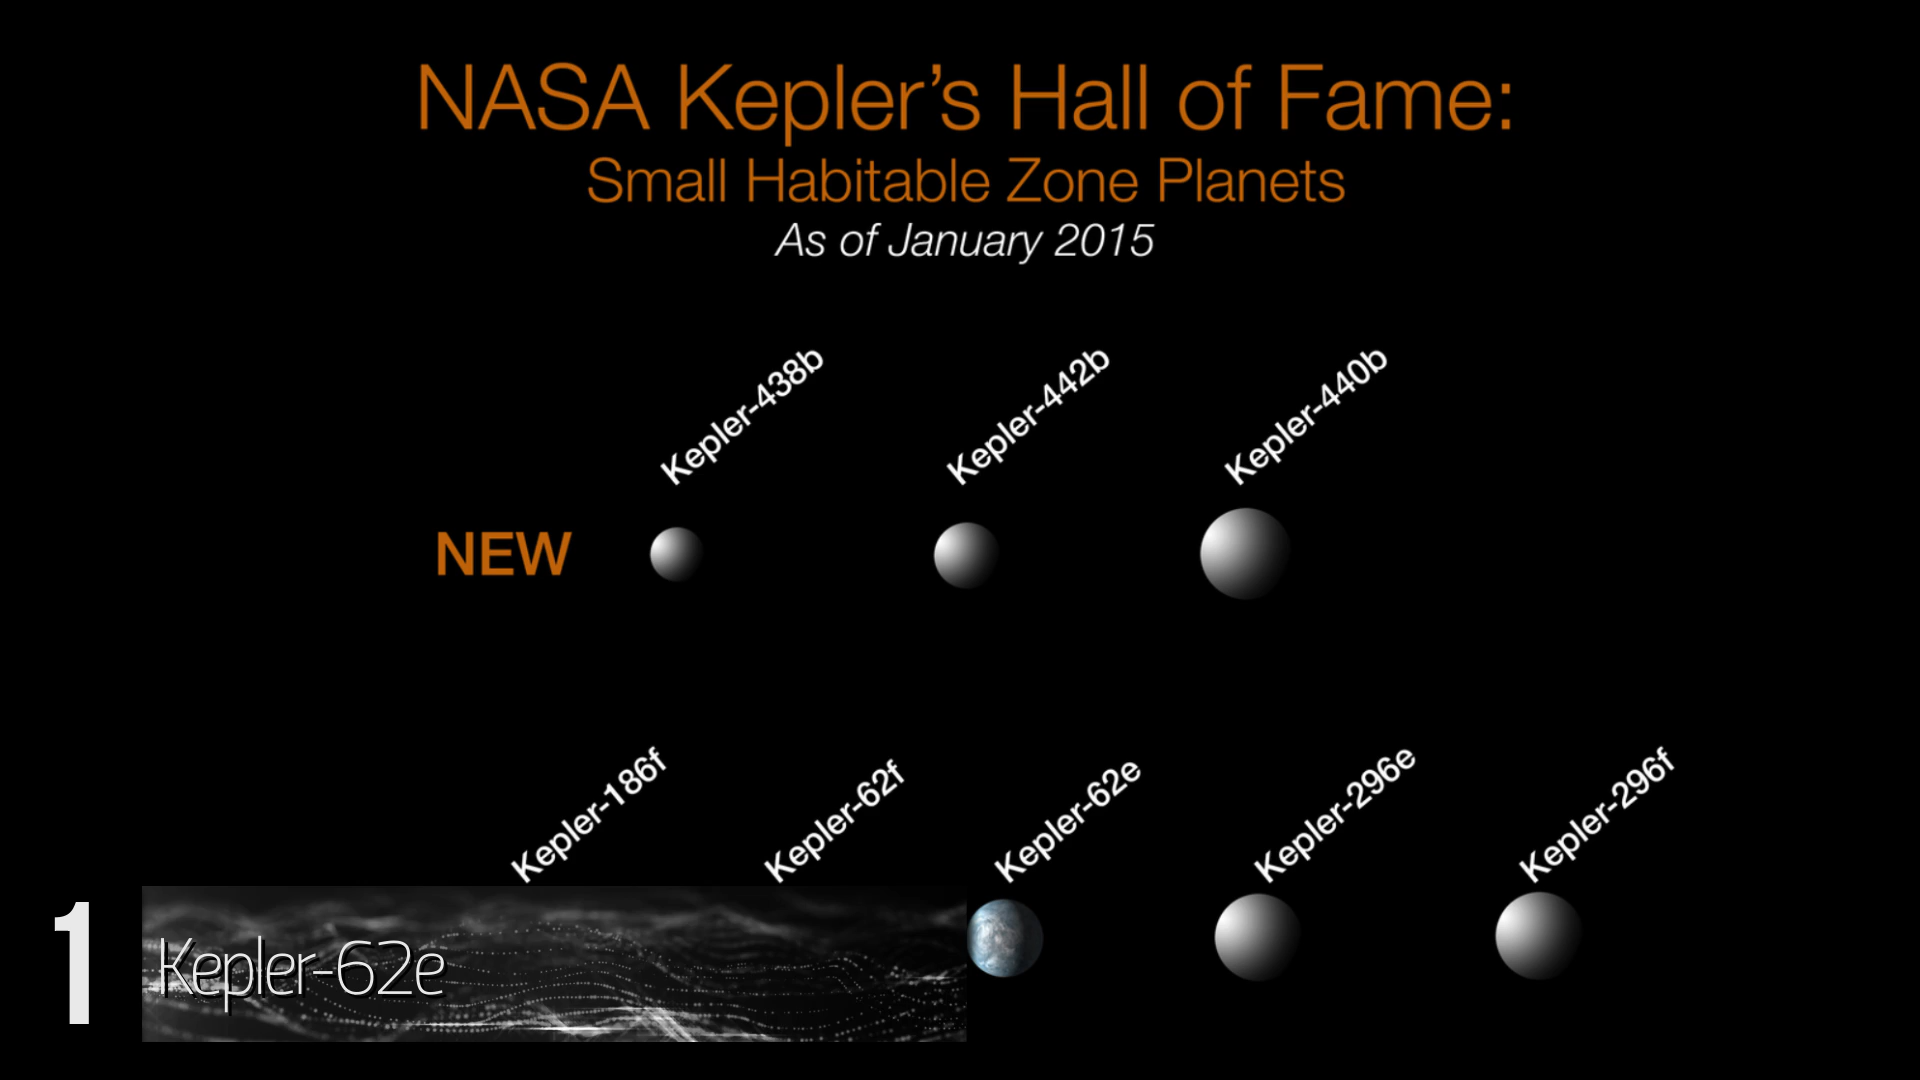 NASA Kepler’s Hall of Fame:
Small Habitable Zone Planets
As of January 2015
Kepler-438b
Kepler-442b
Kepler-440b
NEW
Kepler-186f
Kepler-62f
Kepler-62e
Kepler-296e
Kepler-296f
1
Kepler-62e